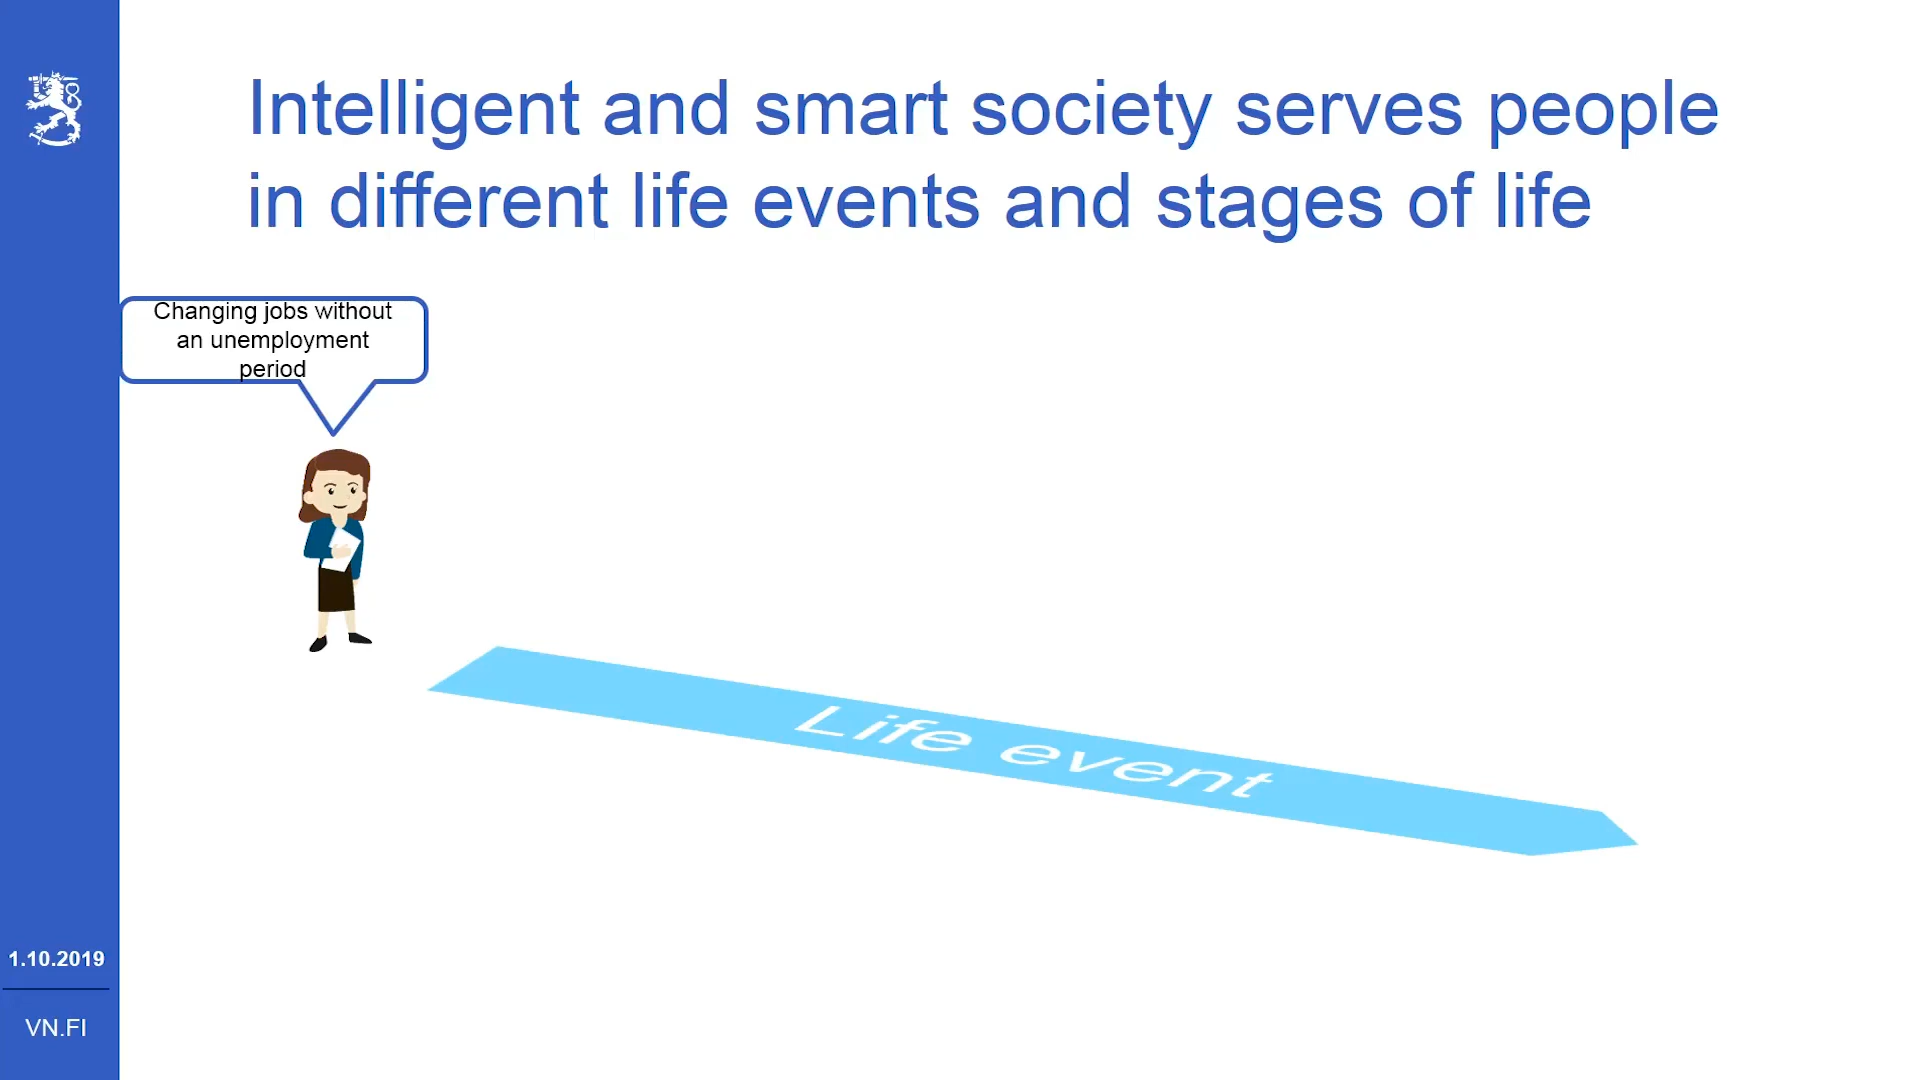 Intelligent and smart society serves people
in different life events and stages of life
Changing jobs without
an unemployment
period
Life event
1.10.2019
VN.FI